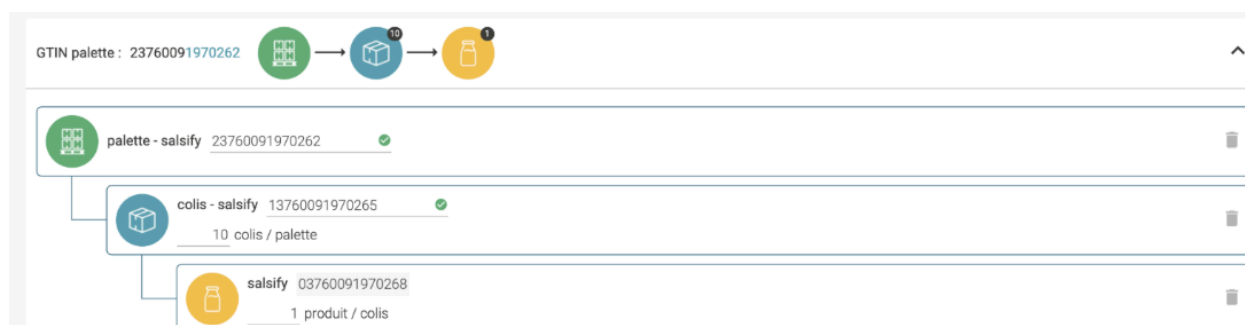 GTIN palette : 23760091970262
10
1
palette - salsify 23760091970262
colis - salsify 13760091970265
10 colis / palette
salsify 03760091970268
1 produit / colis